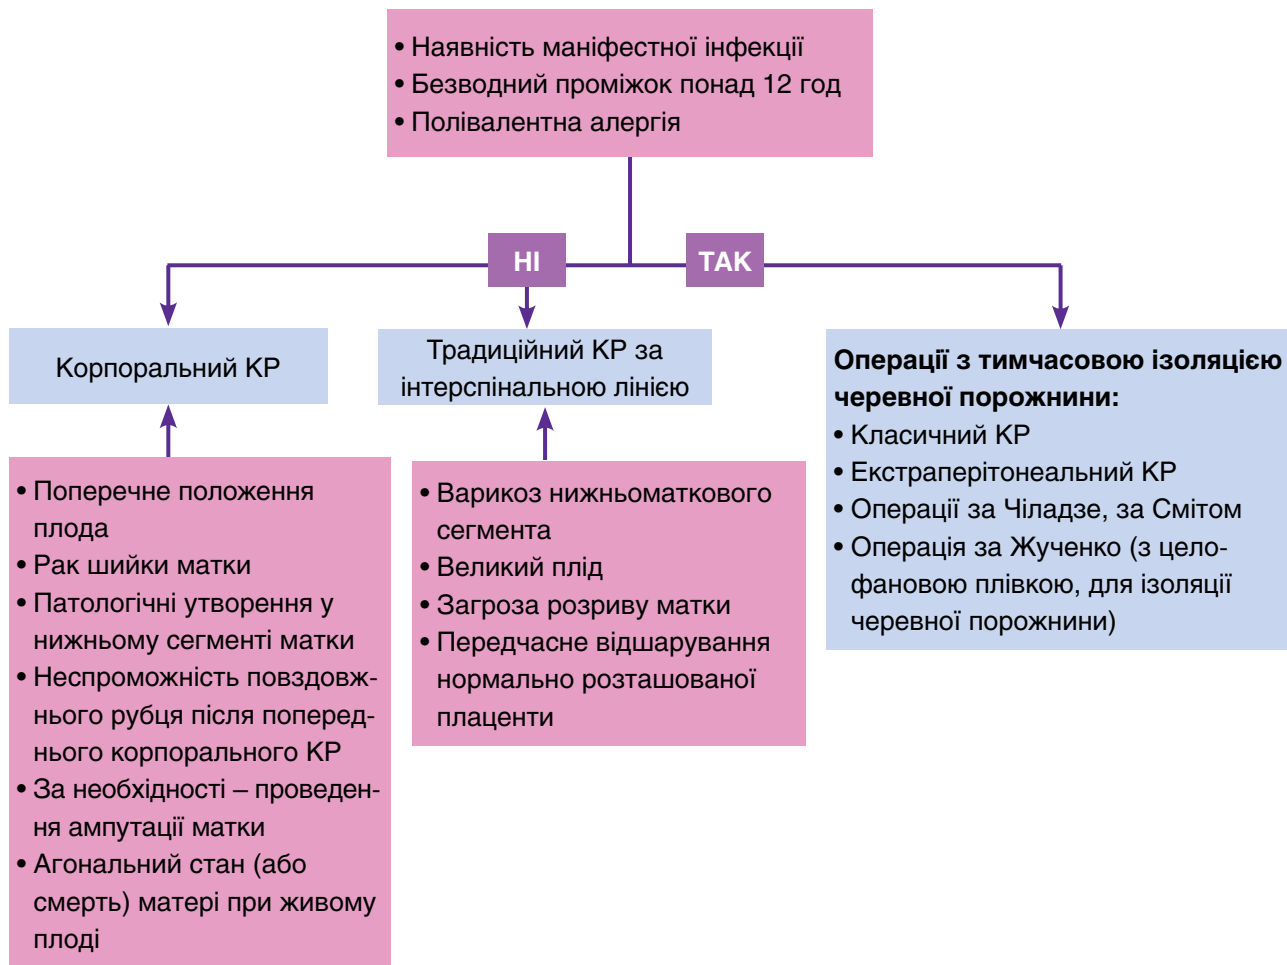 • Наявність маніфестної інфекції
• Безводний проміжок понад 12 год
• Полівалентна алергія
НІ
ТАК
Корпоральний КР
Традиційний КР за
інтерспінальною лінією
Операції з тимчасовою ізоляцією
черевної порожнини:
• Класичний КР
• Екстраперітонеальний КР
• Операції за Чіладзе, за Смітом
• Операція за Жученко (з цело-
фановою плівкою, для ізоляції
черевної порожнини)
• Поперечне положення
плода
• Рак шийки матки
• Патологічні утворення у
нижньому сегменті матки
• Неспроможність повздовж-
нього рубця після поперед-
нього корпорального КР
• За необхідності – проведен-
ня ампутації матки
• Агональний стан (або
смерть) матері при живому
плоді
• Варикоз нижньоматкового
сегмента
• Великий плід
• Загроза розриву матки
• Передчасне відшарування
нормально розташованої
плаценти